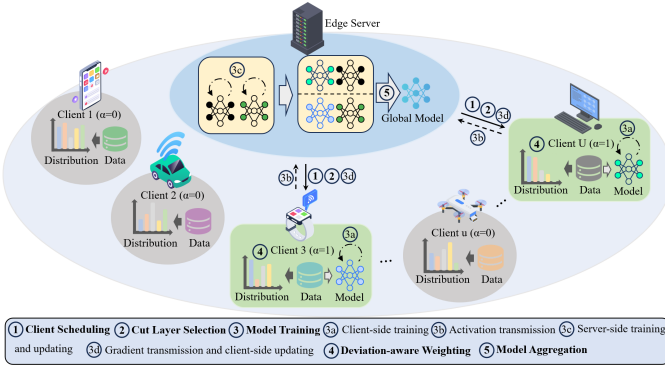 Edge Server
3c
5
Global Model
Client 1 (α=0)
Distribution
Data
Client 2 (α=0)
Distribution
Data
3b
1 2 3d
3a
4 Client 3 (α=1)
Distribution
Data
Model
...
Client u (α=0)
Distribution
Data
...
1 2 3d
3b
3a
4 Client U (α=1)
Distribution
Data
Model
1 Client Scheduling 2 Cut Layer Selection 3 Model Training 3a Client-side training 3b Activation transmission 3c Server-side training
and updating 3d Gradient transmission and client-side updating 4 Deviation-aware Weighting 5 Model Aggregation